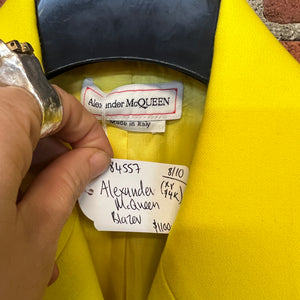 Alexander McQUEEN
Made in Italy
84557
8/10
Alexander
McQueen
Blazer
$1100